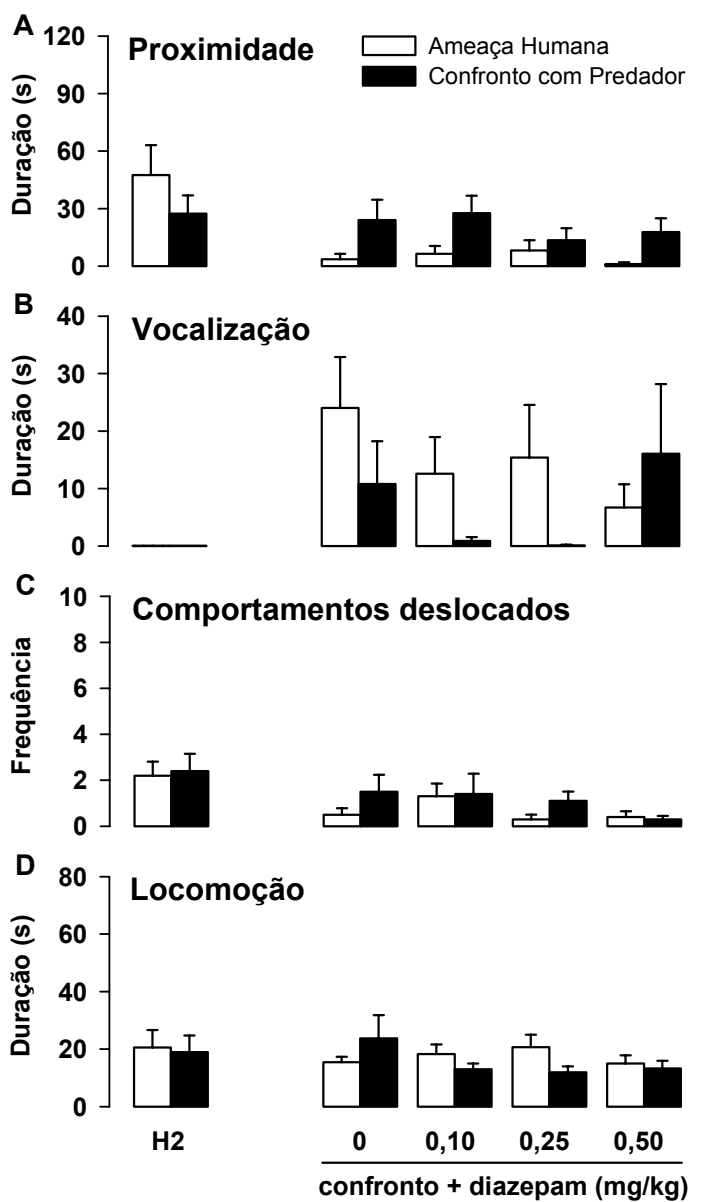 A
Proximidade
Ameaça Humana
Confronto com Predador
Duração (s)
120
90
60
30
0
B
Vocalização
Duração (s)
40
30
20
10
0
C
Comportamentos deslocados
Frequência
10
8
6
4
2
0
D
Locomoção
Duração (s)
80
60
40
20
0
H2 0 0,10 0,25 0,50
confronto + diazepam (mg/kg)